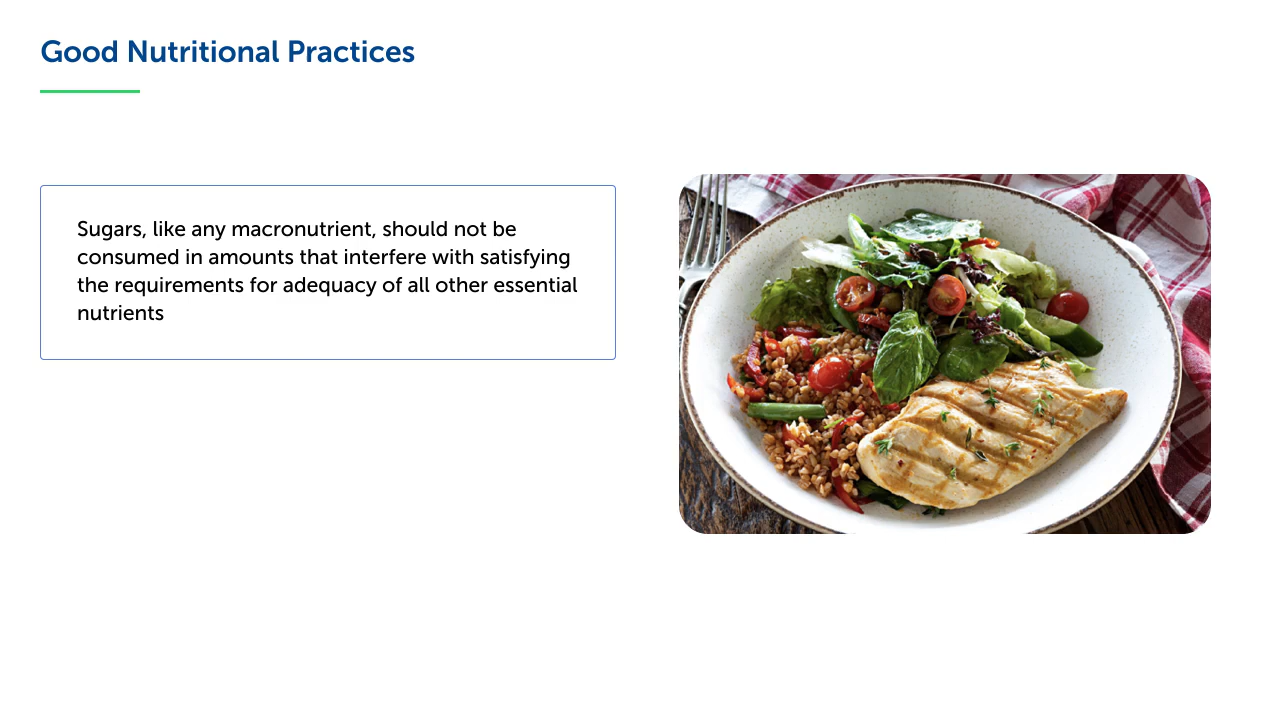 Good Nutritional Practices
Sugars, like any macronutrient, should not be
consumed in amounts that interfere with satisfying
the requirements for adequacy of all other essential
nutrients